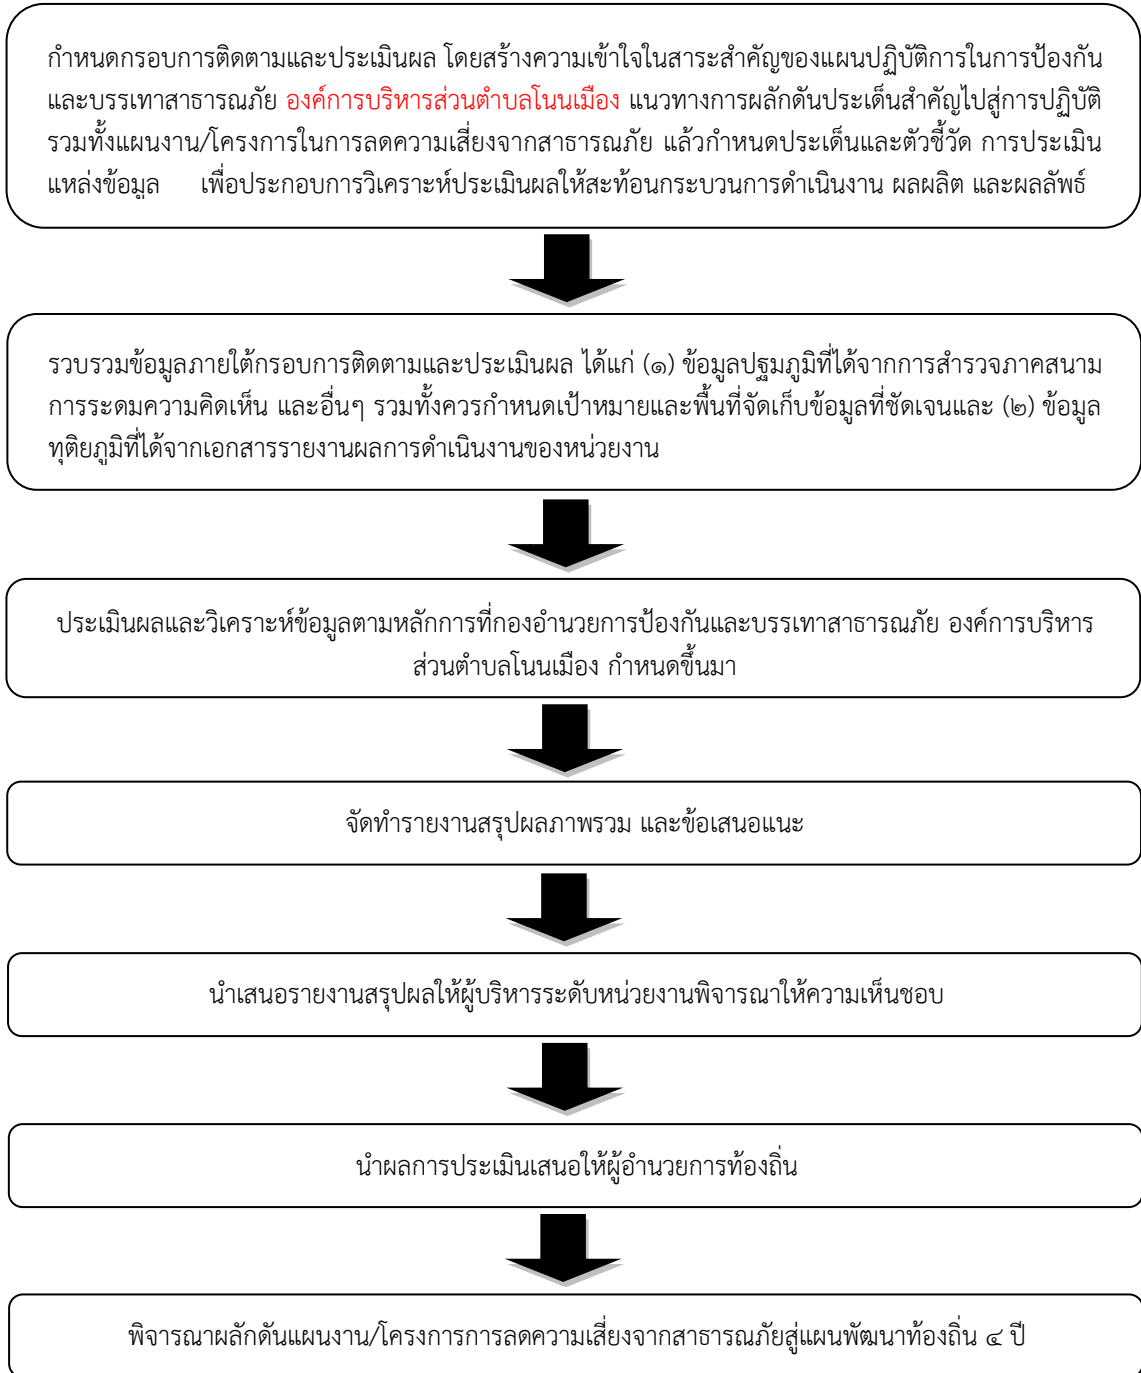 กำหนดกรอบการติดตามและประเมินผล โดยสร้างความเข้าใจในสาระสำคัญของแผนปฏิบัติการในการป้องกัน
และบรรเทาสาธารณภัย องค์การบริหารส่วนตำบลโนนเมือง แนวทางการผลักดันประเด็นสำคัญไปสู่การปฏิบัติ
รวมทั้งแผนงาน/โครงการในการลดความเสี่ยงจากสาธารณภัย แล้วกำหนดประเด็นและตัวชี้วัด การประเมิน
แหล่งข้อมูล เพื่อประกอบการวิเคราะห์ประเมินผลให้สะท้อนกระบวนการดำเนินงาน ผลผลิต และผลลัพธ์
รวบรวมข้อมูลภายใต้กรอบการติดตามและประเมินผล ได้แก่ (๑) ข้อมูลปฐมภูมิที่ได้จากการสำรวจภาคสนาม
การระดมความคิดเห็น และอื่นๆ รวมทั้งควรกำหนดเป้าหมายและพื้นที่จัดเก็บข้อมูลที่ชัดเจนและ (๒) ข้อมูล
ทุติยภูมิที่ได้จากเอกสารรายงานผลการดำเนินงานของหน่วยงาน
ประเมินผลและวิเคราะห์ข้อมูลตามหลักการที่กองอำนวยการป้องกันและบรรเทาสาธารณภัย องค์การบริหาร
ส่วนตำบลโนนเมือง กำหนดขึ้นมา
จัดทำรายงานสรุปผลภาพรวม และข้อเสนอแนะ
นำเสนอรายงานสรุปผลให้ผู้บริหารระดับหน่วยงานพิจารณาให้ความเห็นชอบ
นำผลการประเมินเสนอให้ผู้อำนวยการท้องถิ่น
พิจารณาผลักดันแผนงาน/โครงการการลดความเสี่ยงจากสาธารณภัยสู่แผนพัฒนาท้องถิ่น ๔ ปี